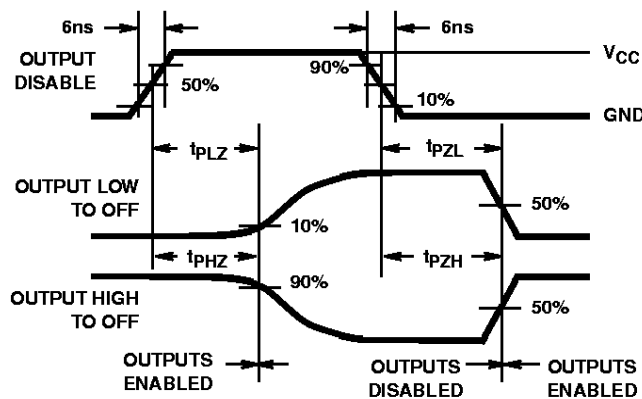 6ns
6ns
OUTPUT
DISABLE
50%
90%
10%
VCC
GND
tPLZ
tPZL
OUTPUT LOW
TO OFF
10%
50%
tPHZ
tPZH
90%
OUTPUT HIGH
TO OFF
50%
OUTPUTS
ENABLED
OUTPUTS
DISABLED
OUTPUTS
ENABLED